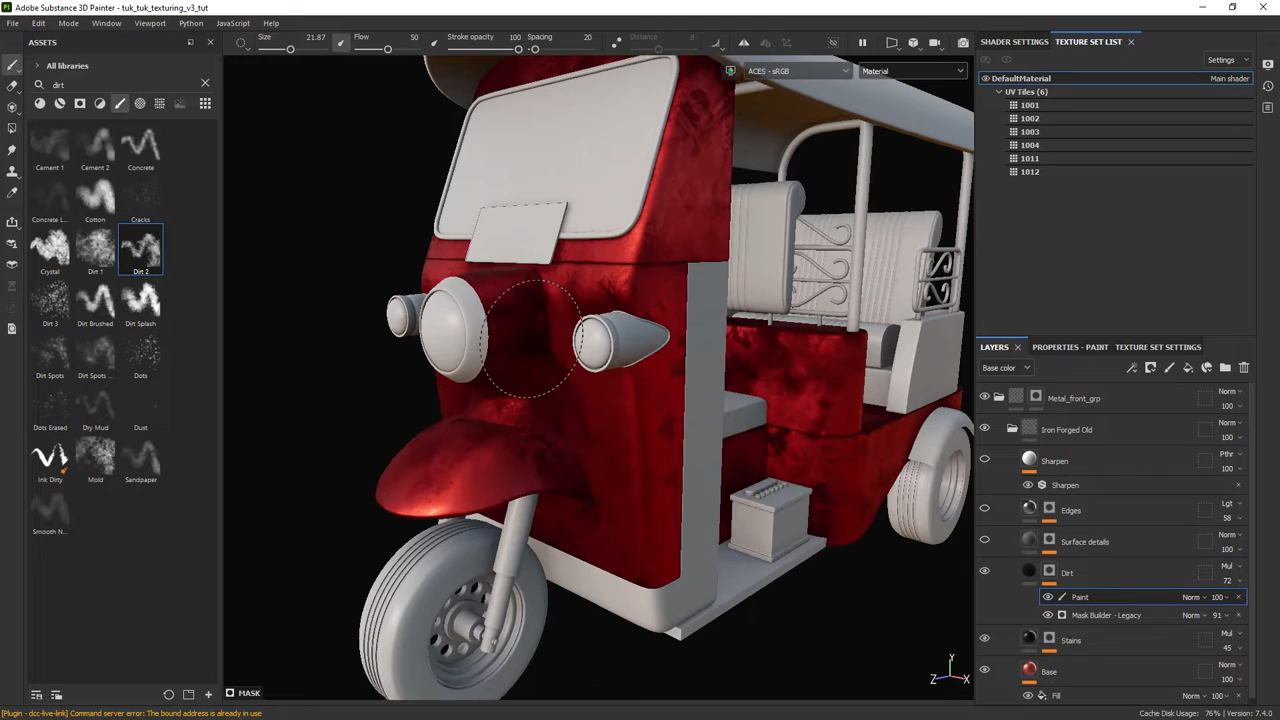 Adobe Substance 3D Painter - tuk_tuk_texturing_v3_tut
File Edit Mode Window Viewport Python JavaScript Help
Size 21.87 Flow 50 Stroke opacity 100 Spacing 20 Distance 8
ASSETS
All libraries
dirt
Cement 1 Cement 2 Concrete
Concrete L... Cotton Cracks
Crystal Dirt 1 Dirt 2
Dirt 3 Dirt Brushed Dirt Splash
Dirt Spots Dirt Spots ... Dots
Dots Erased Dry Mud Dust
Ink Dirty Mold Sandpaper
Smooth N...
ACES - sRGB Material
MASK
Y
Z X
SHADER SETTINGS TEXTURE SET LIST
Settings
DefaultMaterial Main shader
UV Tiles (6)
1001
1002
1003
1004
1011
1012
LAYERS PROPERTIES - PAINT TEXTURE SET SETTINGS
Base color
Metal_front_grp Norm 100
Iron Forged Old Norm 100
Sharpen Pthr 100
Sharpen
Edges Lgt 58
Surface details Norm 100
Dirt Mul 72
Paint Norm 100
Mask Builder - Legacy Norm 91
Stains Mul 45
Base Norm 100
Fill Norm 100
[Plugin - dcc-live-link] Command server error: The bound address is already in use
Cache Disk Usage: 76% | Version: 7.4.0